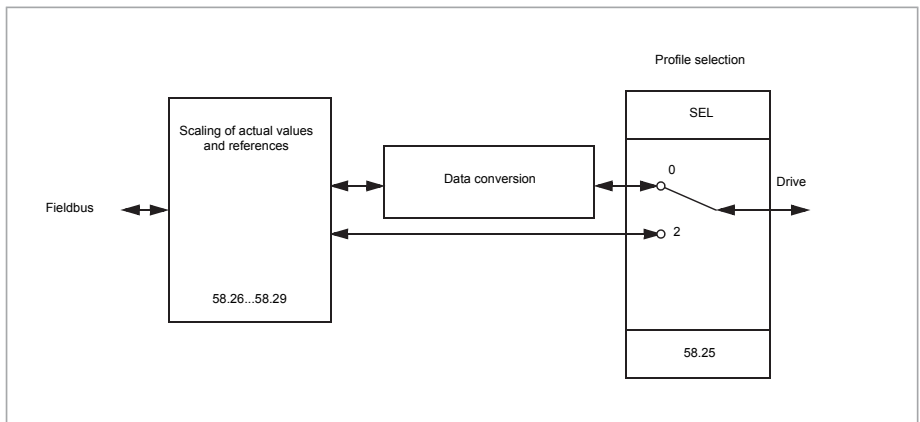 Profile selection
SEL
Scaling of actual values
and references
Data conversion
0
Drive
Fieldbus
2
58.26...58.29
58.25